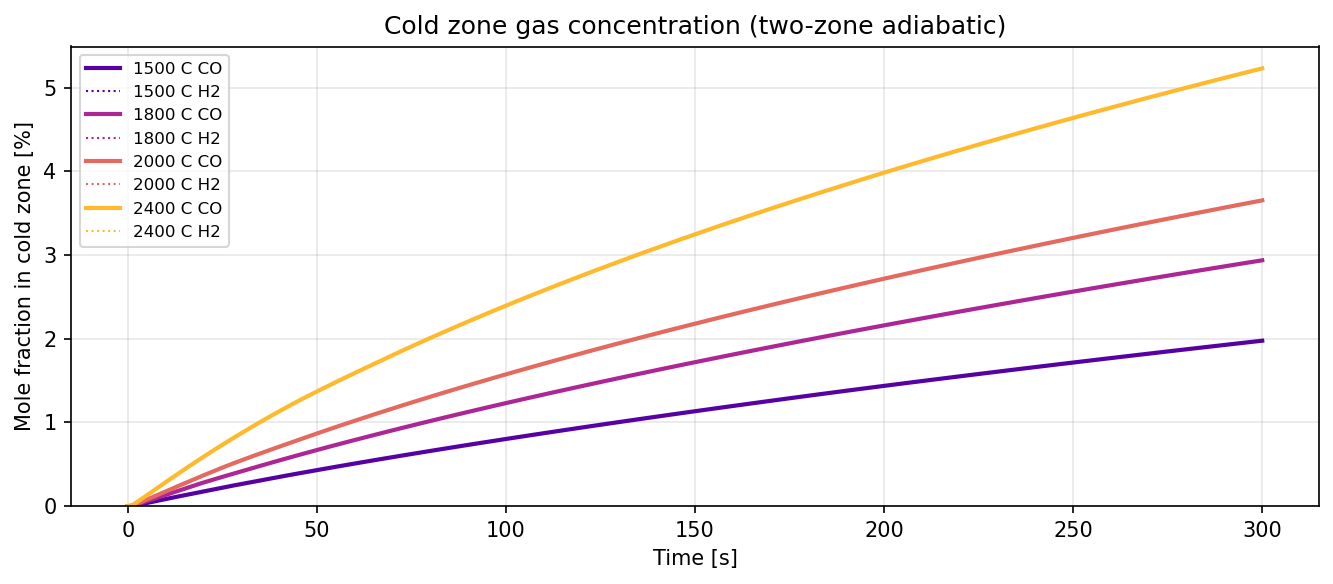 Cold zone gas concentration (two-zone adiabatic)
Mole fraction in cold zone [%]
5
4
3
2
1
0
1500 C CO
1500 C H2
1800 C CO
1800 C H2
2000 C CO
2000 C H2
2400 C CO
2400 C H2
0 50 100 150 200 250 300
Time [s]